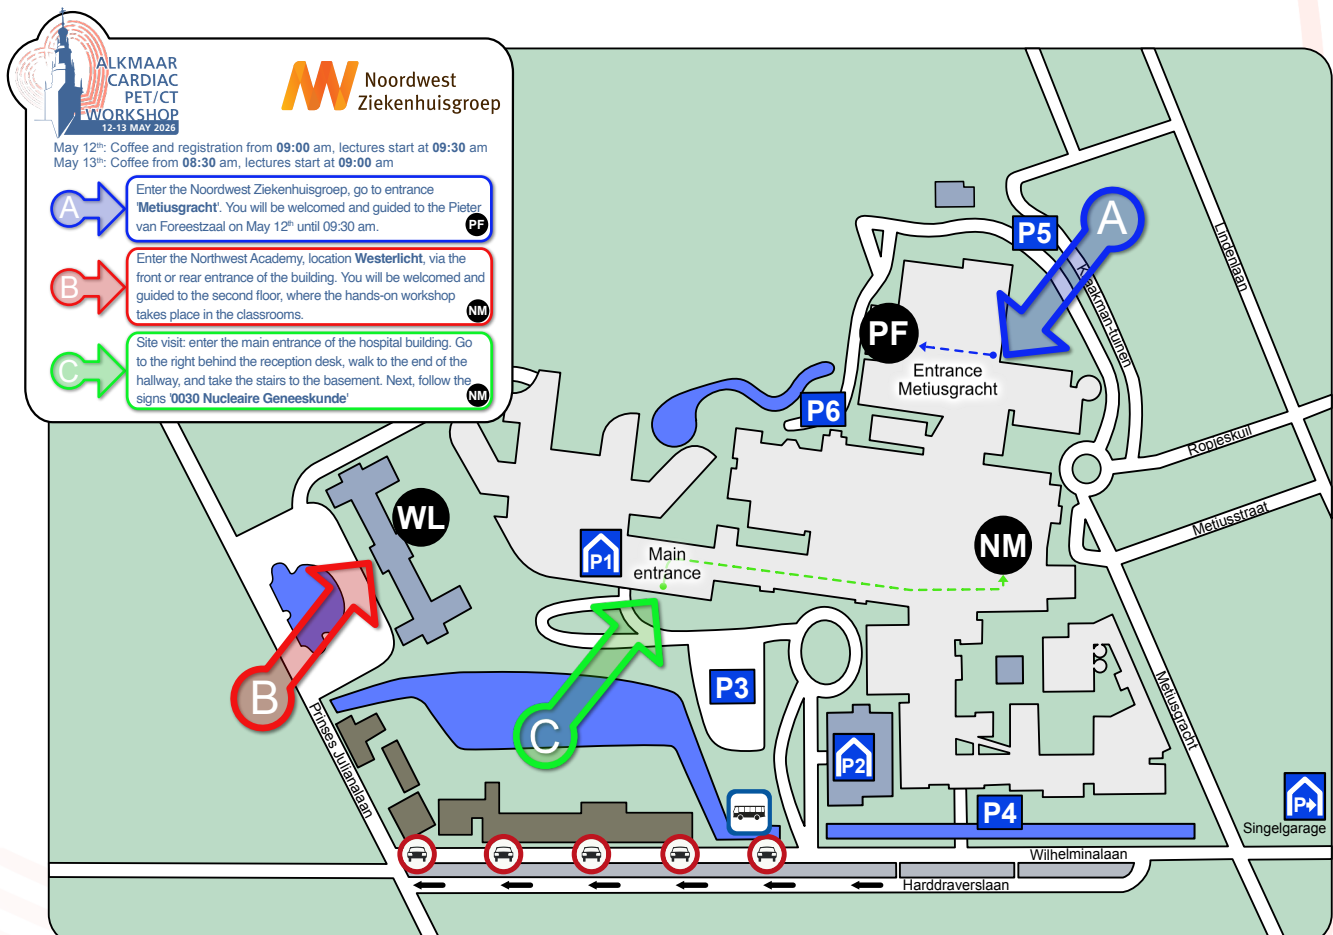 ALKMAAR
CARDIAC
PET/CT
WORKSHOP
12-13 MAY 2026
Noordwest
Ziekenhuisgroep
May 12th: Coffee and registration from 09:00 am, lectures start at 09:30 am
May 13th: Coffee from 08:30 am, lectures start at 09:00 am
A
Enter the Noordwest Ziekenhuisgroep, go to entrance
'Metiusgracht'. You will be welcomed and guided to the Pieter
van Foreestzaal on May 12th until 09:30 am.
PF
B
Enter the Northwest Academy, location Westerlicht, via the
front or rear entrance of the building. You will be welcomed and
guided to the second floor, where the hands-on workshop
takes place in the classrooms.
NM
C
Site visit: enter the main entrance of the hospital building. Go
to the right behind the reception desk, walk to the end of the
hallway, and take the stairs to the basement. Next, follow the
signs '0030 Nucleaire Geneeskunde'
NM
A
P5
Lindenlaan
Kraakman-tuinen
PF
Entrance
Metiusgracht
P6
Ropjeskuil
Metiusstraat
WL
NM
P1
Main
entrance
B
C
P3
Metiusgracht
Prinses Julianalaan
P2
P4
P
Singelgarage
Wilhelminalaan
Harddraverslaan